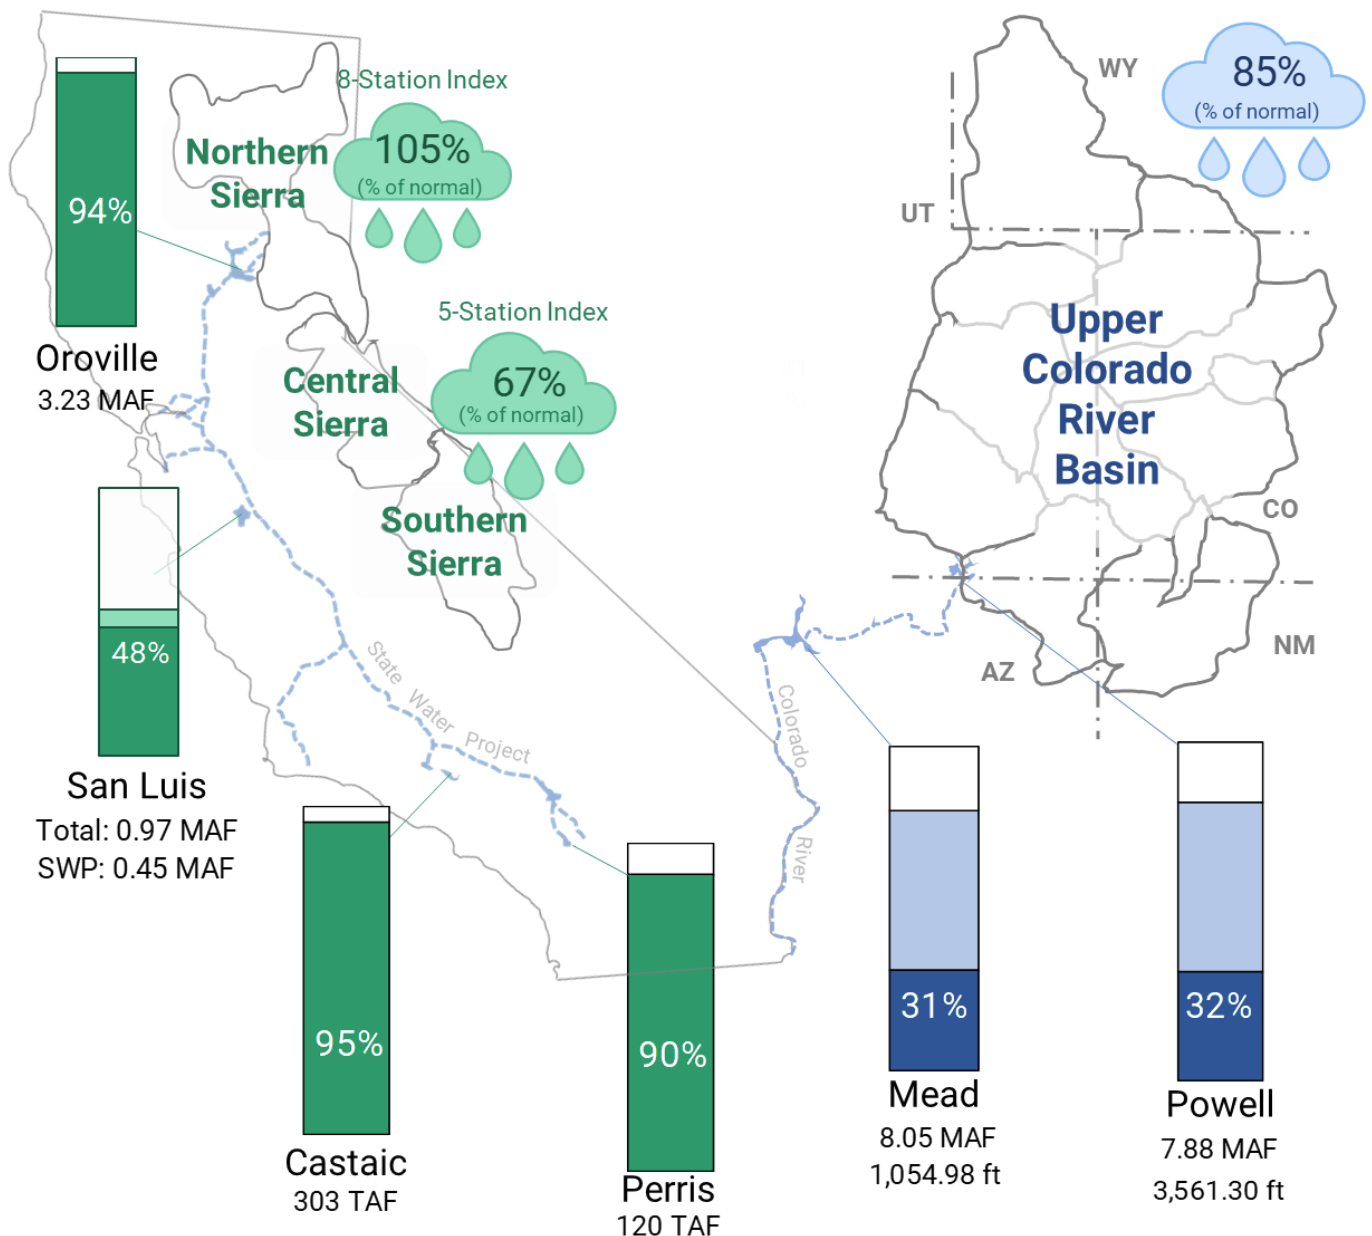 8-Station Index
105%
(% of normal)
Northern
Sierra
94%
Oroville
3.23 MAF
5-Station Index
67%
(% of normal)
Central
Sierra
Southern
Sierra
48%
San Luis
Total: 0.97 MAF
SWP: 0.45 MAF
State Water Project
95%
Castaic
303 TAF
90%
Perris
120 TAF
WY
85%
(% of normal)
UT
Upper
Colorado
River
Basin
CO
NM
AZ
Colorado River
31%
Mead
8.05 MAF
1,054.98 ft
32%
Powell
7.88 MAF
3,561.30 ft